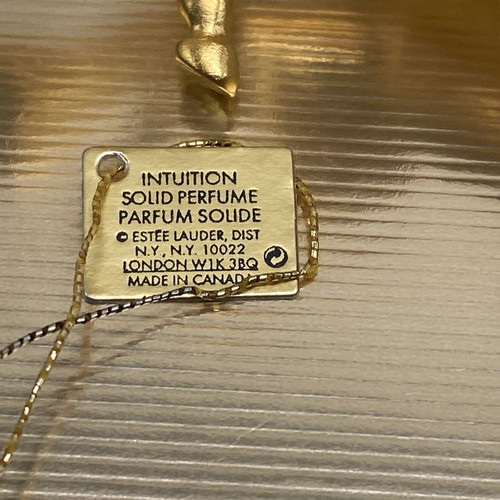 INTUITION
SOLID PERFUME
PARFUM SOLIDE
© ESTĒE LAUDER, DIST
N.Y., N.Y. 10022
LONDON W1K 3BQ
MADE IN CANADA